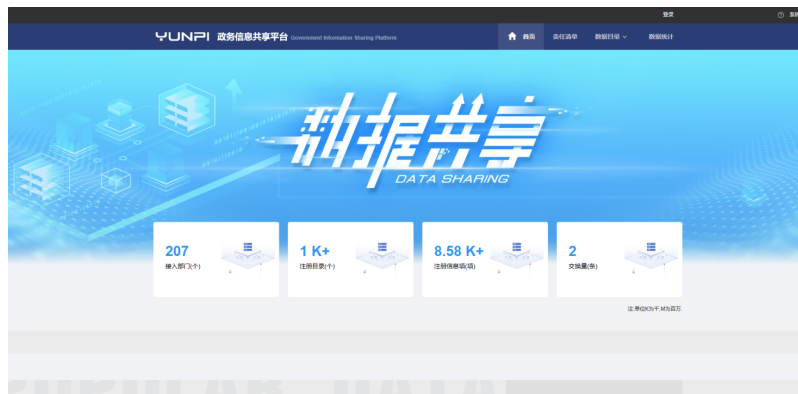 登录
YUNPI 政务信息共享平台 Government Information Sharing Platform
首页 责任清单 数据目录 数据统计
数据共享
DATA SHARING
207 1 K+ 8.58 K+ 2
接入部门(个) 注册目录(个) 注册信息项(项) 交换量(条)
注:单位K为千,M为百万